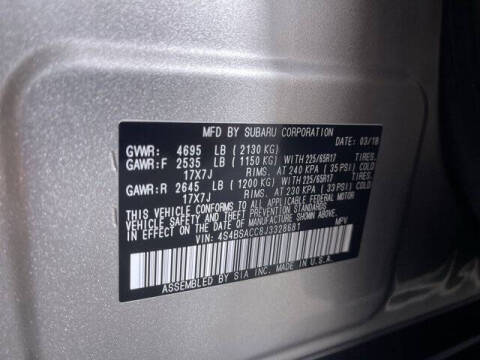 MFD BY SUBARU CORPORATION
DATE: 03/18
GVWR: 4695 LB (2130 KG)
GAWR:F 2535 LB (1150 KG) WITH 225/65R17 TIRES.
17X7J RIMS. AT 240 KPA (35 PSI) COLD
GAWR:R 2645 LB (1200 KG) WITH 225/65R17 TIRES.
17X7J RIMS. AT 230 KPA (33 PSI) COLD
THIS VEHICLE CONFORMS TO ALL
APPLICABLE FEDERAL MOTOR VEHICLE
SAFETY STANDARDS IN EFFECT ON THE DATE
OF MANUFACTURE SHOWN ABOVE.
VIN: 4S4BSACC8J3328681 MPV
ASSEMBLED BY SIA INC. MADE IN U.S.A.